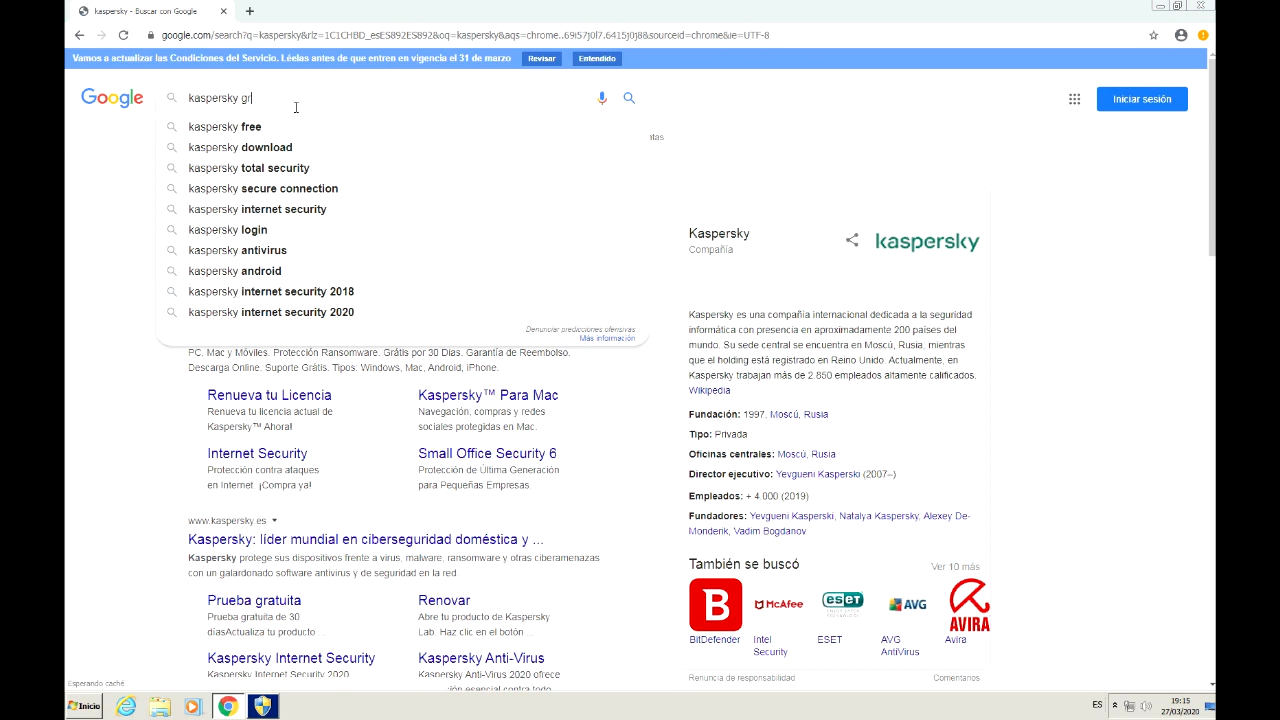 kaspersky - Buscar con Google
google.com/search?q=kaspersky&rlz=1C1CHBD_esES892ES892&oq=kaspersky&aqs=chrome..69i57j0l7.6415j0j8&sourceid=chrome&ie=UTF-8
Vamos a actualizar las Condiciones del Servicio. Léelas antes de que entren en vigencia el 31 de marzo
Revisar
Entendido
Google
kaspersky gr
Iniciar sesión
kaspersky free
kaspersky download
kaspersky total security
kaspersky secure connection
kaspersky internet security
kaspersky login
kaspersky antivirus
kaspersky android
kaspersky internet security 2018
kaspersky internet security 2020
Denunciar predicciones ofensivas
Más información
PC, Mac y Móviles. Protección Ransomware. Grátis por 30 Días. Garantía de Reembolso.
Descarga Online. Suporte Grátis. Tipos: Windows, Mac, Android, iPhone.
Renueva tu Licencia
Renueva tu licencia actual de
Kaspersky™ Ahora!
Kaspersky™ Para Mac
Navegación, compras y redes
sociales protegidas en Mac.
Internet Security
Protección contra ataques
en Internet. ¡Compra ya!
Small Office Security 6
Protección de Última Generación
para Pequeñas Empresas.
www.kaspersky.es
Kaspersky: líder mundial en ciberseguridad doméstica y ...
Kaspersky protege sus dispositivos frente a virus, malware, ransomware y otras ciberamenazas
con un galardonado software antivirus y de seguridad en la red
Prueba gratuita
Prueba gratuita de 30
díasActualiza tu producto ...
Renovar
Abre tu producto de Kaspersky
Lab. Haz clic en el botón ...
Kaspersky Internet Security
Kaspersky Internet Security 2020
Kaspersky Anti-Virus
Kaspersky Anti-Virus 2020 ofrece
ntas
Kaspersky
Compañía
kaspersky
Kaspersky es una compañía internacional dedicada a la seguridad
informática con presencia en aproximadamente 200 países del
mundo. Su sede central se encuentra en Moscú, Rusia, mientras
que el holding está registrado en Reino Unido. Actualmente, en
Kaspersky trabajan más de 2.850 empleados altamente calificados.
Wikipedia
Fundación: 1997, Moscú, Rusia
Tipo: Privada
Oficinas centrales: Moscú, Rusia
Director ejecutivo: Yevgueni Kasperski (2007–)
Empleados: + 4.000 (2019)
Fundadores: Yevgueni Kasperski, Natalya Kaspersky, Alexey De-
Monderik, Vadim Bogdanov
También se buscó
Ver 10 más
B
McAfee
eset
AVG
AVIRA
BitDefender
Intel
Security
ESET
AVG
AntiVirus
Avira
Renuncia de responsabilidad
Comentarios
Esperando caché
Inicio
ES
19:15
27/03/2020